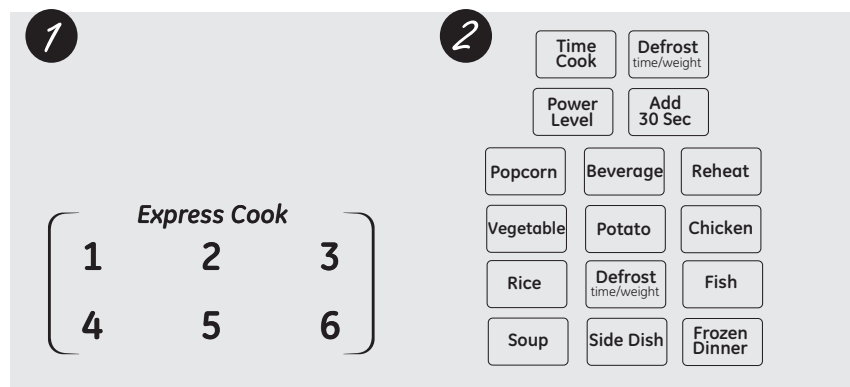 1
Express Cook
1 2 3
4 5 6
2
Time
Cook
Defrost
time/weight
Power
Level
Add
30 Sec
Popcorn
Beverage
Reheat
Vegetable
Potato
Chicken
Rice
Defrost
time/weight
Fish
Soup
Side Dish
Frozen
Dinner